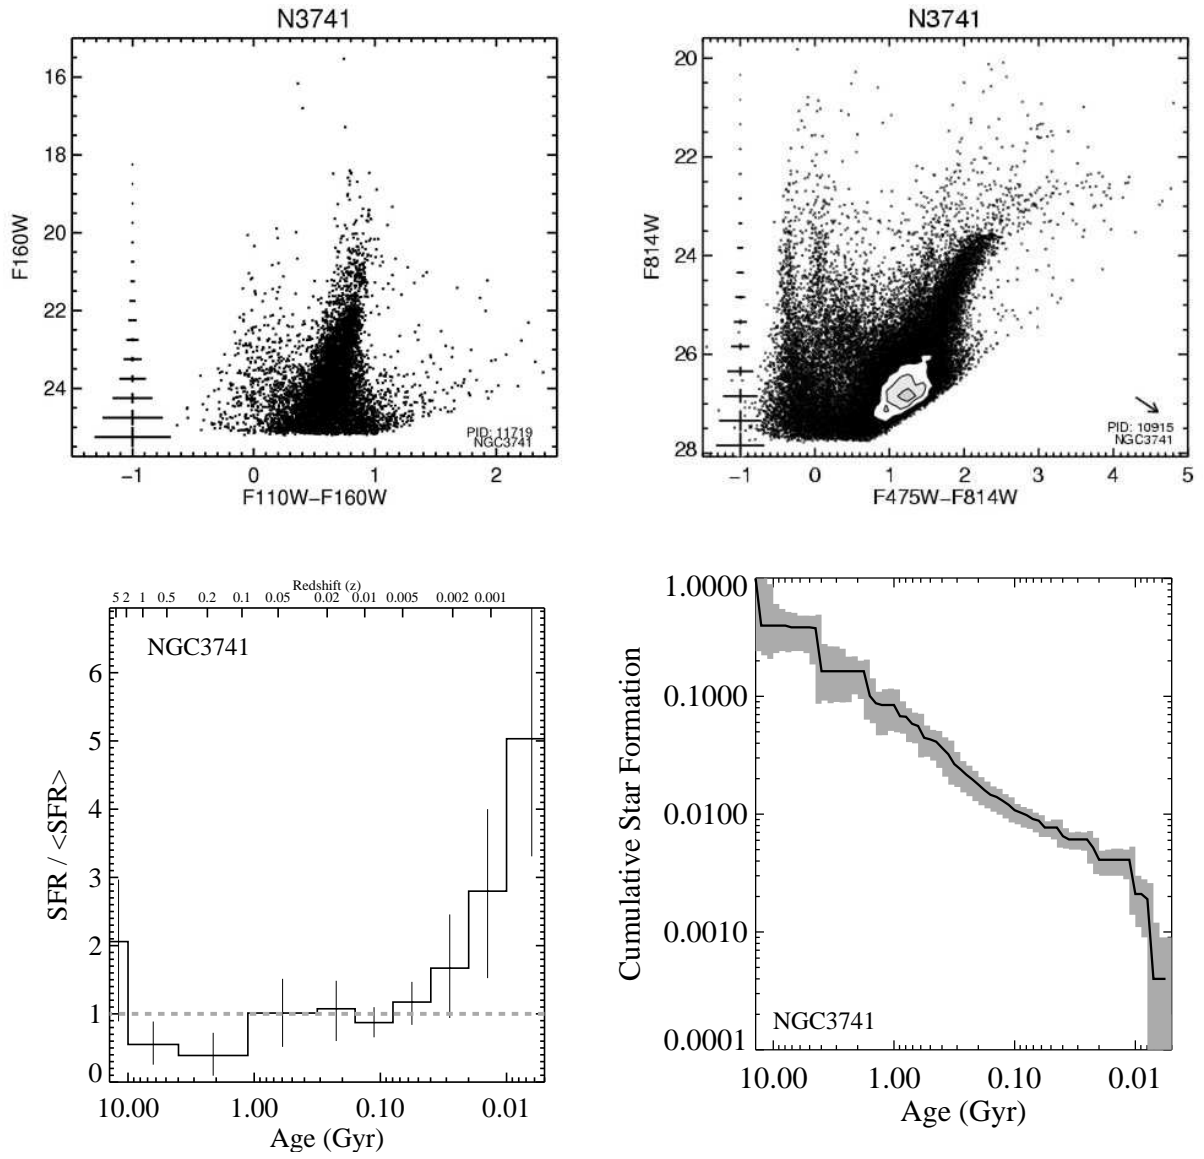 N3741
16
18
20
22
24
F160W
−1
0
1
2
F110W−F160W
PID: 11719
NGC3741
N3741
20
22
24
26
28
F814W
−1
0
1
2
3
4
5
F475W−F814W
PID: 10915
NGC3741
Redshift (z)
5 2 1 0.5 0.2 0.1 0.05 0.02 0.01 0.005 0.002 0.001
NGC3741
6
5
4
3
2
1
0
SFR / <SFR>
10.00 1.00 0.10 0.01
Age (Gyr)
1.0000
0.1000
0.0100
0.0010
0.0001
Cumulative Star Formation
NGC3741
10.00 1.00 0.10 0.01
Age (Gyr)